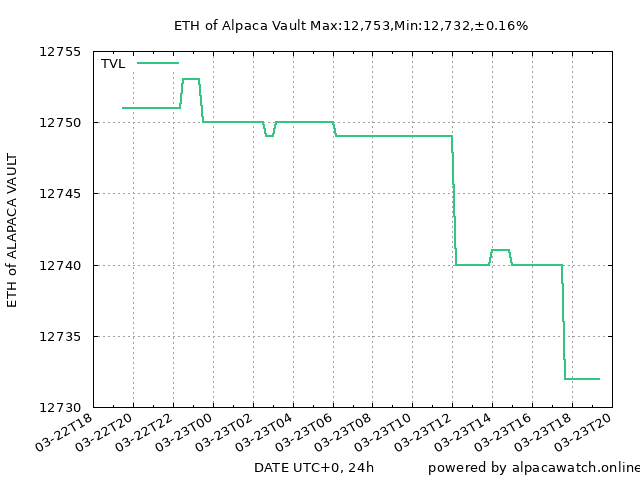 ETH of Alpaca Vault Max:12,753,Min:12,732,±0.16%
12755
TVL
12750
12745
12740
12735
12730
ETH of ALAPACA VAULT
03-22T18
03-22T20
03-22T22
03-23T00
03-23T02
03-23T04
03-23T06
03-23T08
03-23T10
03-23T12
03-23T14
03-23T16
03-23T18
03-23T20
DATE UTC+0, 24h
powered by alpacawatch.online